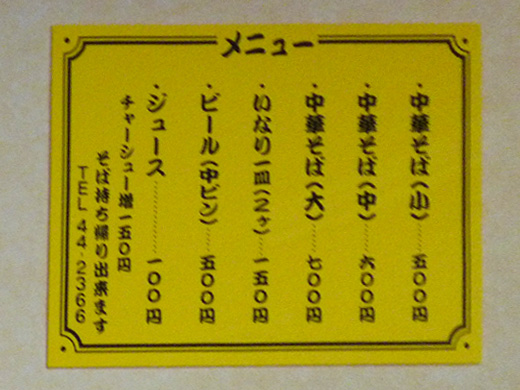 メニュー
・中華そば(小)……五〇〇円
・中華そば(中)……六〇〇円
・中華そば(大)……七〇〇円
・いなり一皿(2ヶ)…一五〇円
・ビール(中ビン)……五〇〇円
・ジュース……………一〇〇円
チャーシュー増一五〇円
そば持ち帰り出来ます
TEL 44-2366